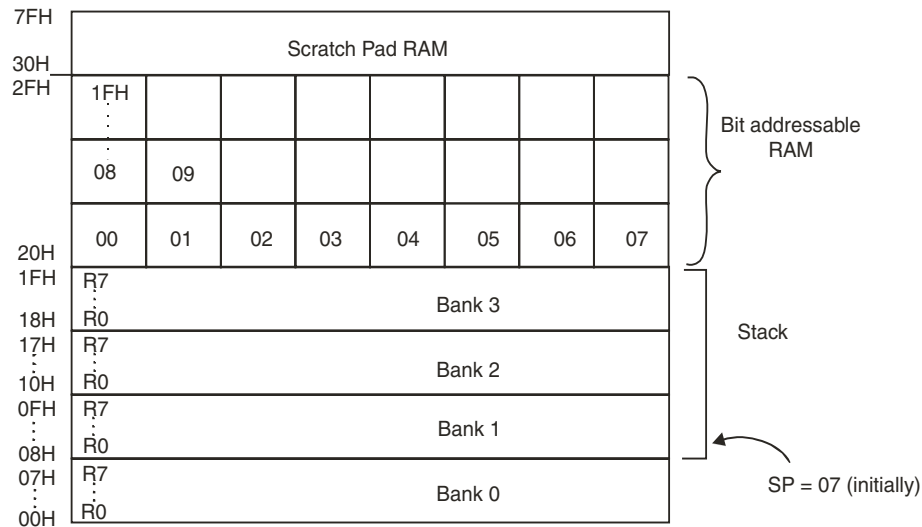 7FH
Scratch Pad RAM
30H
2FH
1FH
Bit addressable
RAM
08 09
00 01 02 03 04 05 06 07
20H
1FH
R7
Bank 3
18H
R0
Stack
17H
R7
Bank 2
10H
R0
0FH
R7
Bank 1
08H
R0
07H
R7
Bank 0
SP = 07 (initially)
00H
R0